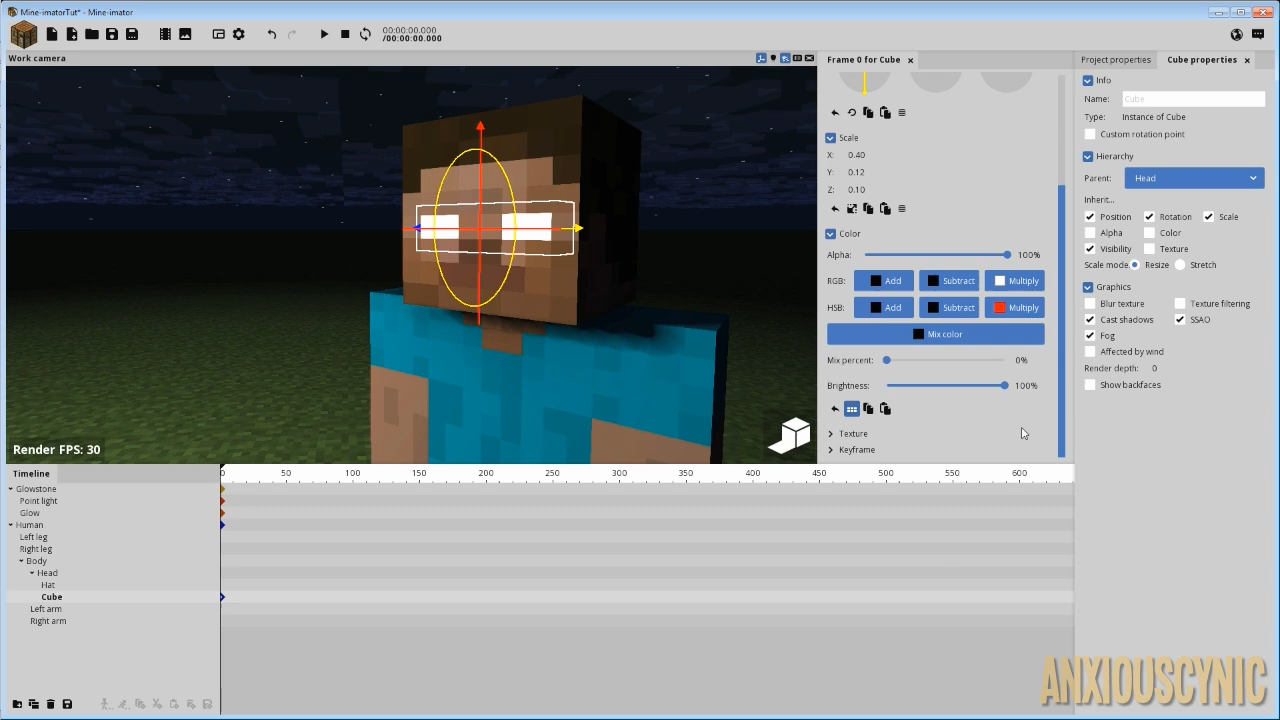 Mine-imatorTut* - Mine-imator
00:00:00.000
/00:00:00.000
Work camera
Render FPS: 30
Frame 0 for Cube
Scale
X: 0.40
Y: 0.12
Z: 0.10
Color
Alpha: 100%
RGB: Add Subtract Multiply
HSB: Add Subtract Multiply
Mix color
Mix percent: 0%
Brightness: 100%
Texture
Keyframe
Project properties Cube properties
Info
Name: Cube
Type: Instance of Cube
Custom rotation point
Hierarchy
Parent: Head
Inherit...
Position Rotation Scale
Alpha Color
Visibility Texture
Scale mode Resize Stretch
Graphics
Blur texture Texture filtering
Cast shadows SSAO
Fog
Affected by wind
Render depth: 0
Show backfaces
Timeline
0 50 100 150 200 250 300 350 400 450 500 550 600
Glowstone
Point light
Glow
Human
Left leg
Right leg
Body
Head
Hat
Cube
Left arm
Right arm
ANXIOUSCYNIC